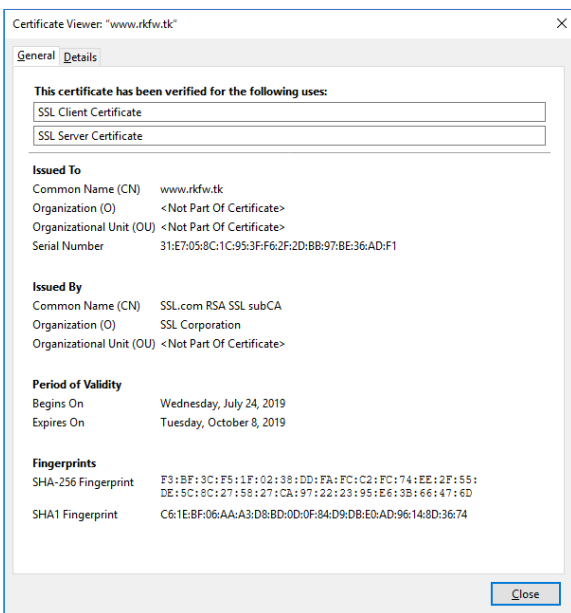 Certificate Viewer: "www.rkfw.tk"
General Details
This certificate has been verified for the following uses:
SSL Client Certificate
SSL Server Certificate
Issued To
Common Name (CN) www.rkfw.tk
Organization (O) <Not Part Of Certificate>
Organizational Unit (OU) <Not Part Of Certificate>
Serial Number 31:E7:05:8C:1C:95:3F:F6:2F:2D:BB:97:BE:36:AD:F1
Issued By
Common Name (CN) SSL.com RSA SSL subCA
Organization (O) SSL Corporation
Organizational Unit (OU) <Not Part Of Certificate>
Period of Validity
Begins On Wednesday, July 24, 2019
Expires On Tuesday, October 8, 2019
Fingerprints
SHA-256 Fingerprint F3:BF:3C:F5:1F:02:38:DD:FA:FC:C2:FC:74:EE:2F:55:
DE:5C:8C:27:58:27:CA:97:22:23:95:E6:3B:66:47:6D
SHA1 Fingerprint C6:1E:BF:06:AA:A3:D8:BD:0D:0F:84:D9:DB:E0:AD:96:14:8D:36:74
Close